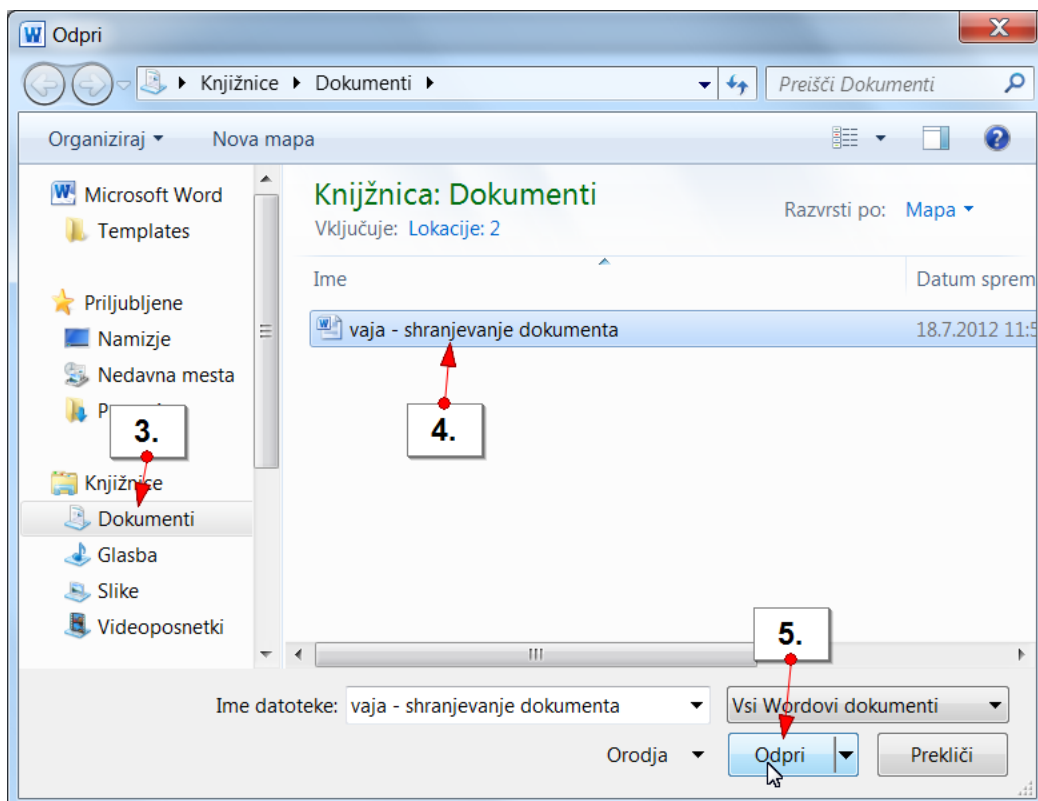 Odpri
Knjižnice Dokumenti
Preišči Dokumenti
Organiziraj Nova mapa
Microsoft Word
Templates
Priljubljene
Namizje
Nedavna mesta
3.
Knjižnice
Dokumenti
Glasba
Slike
Videoposnetki
Knjižnica: Dokumenti
Vključuje: Lokacije: 2
Razvrsti po: Mapa
Ime Datum sprem
vaja - shranjevanje dokumenta 18.7.2012 11:5
4.
5.
Ime datoteke: vaja - shranjevanje dokumenta Vsi Wordovi dokumenti
Orodja Odpri Prekliči